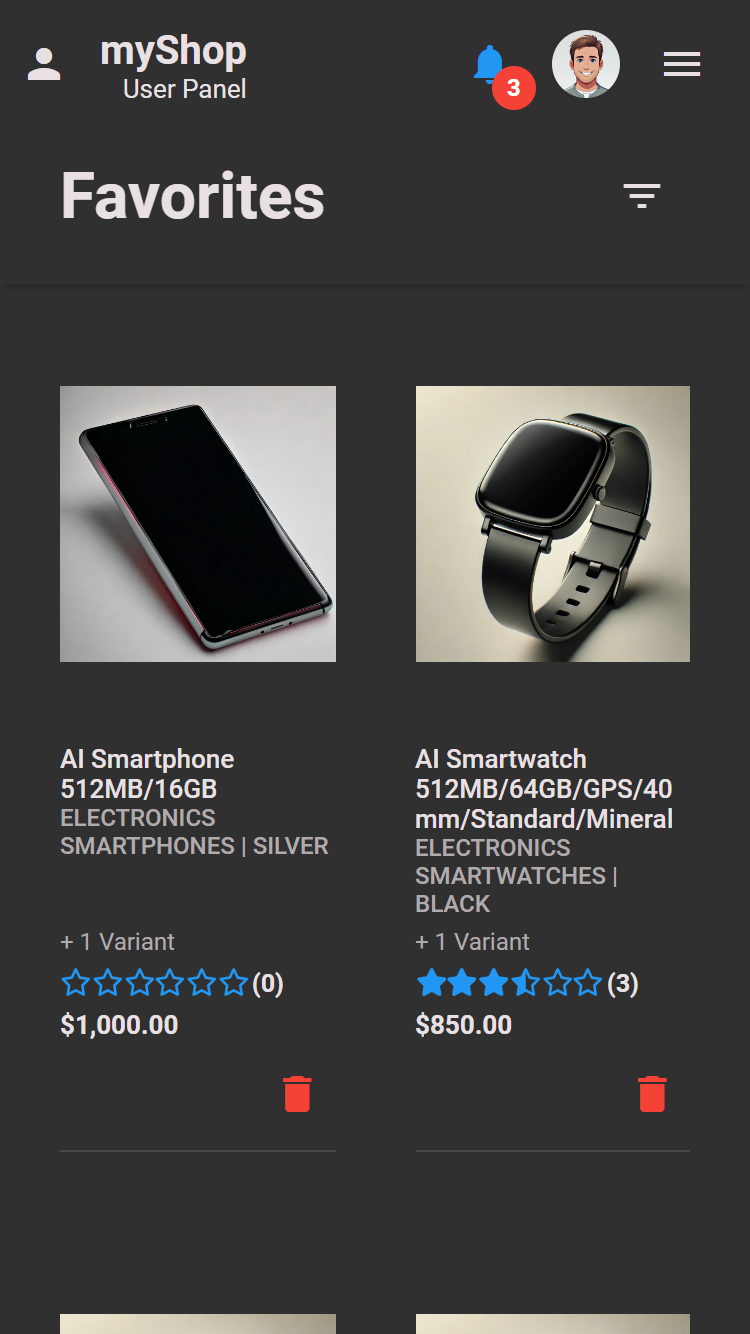 myShop
User Panel
3
Favorites
AI Smartphone
512MB/16GB
ELECTRONICS
SMARTPHONES | SILVER
+ 1 Variant
(0)
$1,000.00
AI Smartwatch
512MB/64GB/GPS/40
mm/Standard/Mineral
ELECTRONICS
SMARTWATCHES |
BLACK
+ 1 Variant
(3)
$850.00